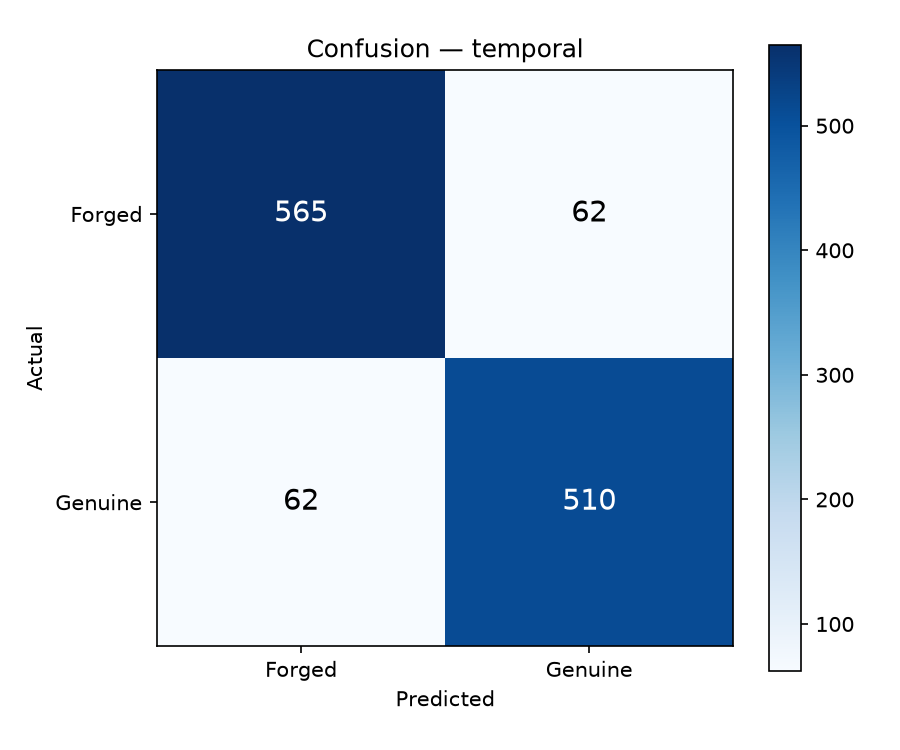 Confusion — temporal
Actual
Forged
565
62
Genuine
62
510
Forged
Genuine
Predicted
500
400
300
200
100